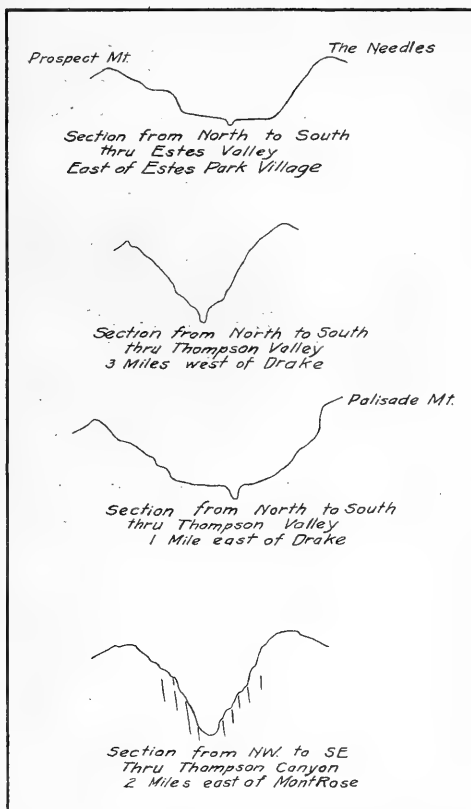 The Needles
Prospect Mt.
Section from North to South
thru Estes Valley
East of Estes Park Village
Section from North to South
thru Thompson Valley
3 Miles west of Drake
Palisade Mt.
Section from North to South
thru Thompson Valley
1 Mile east of Drake
Section from NW. to SE
Thru Thompson Canyon
2 Miles east of MontRose